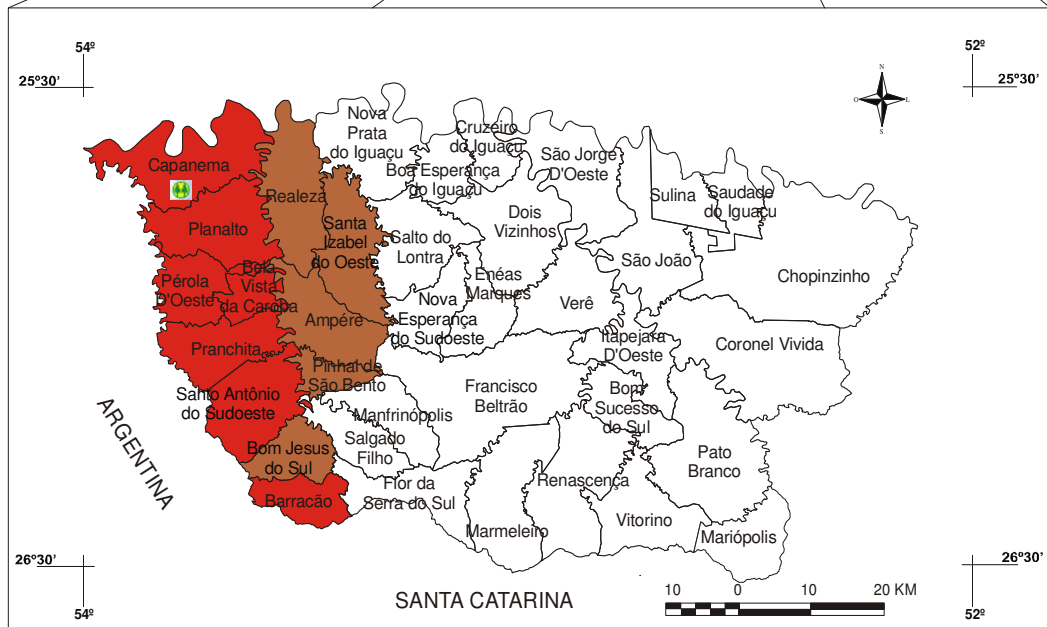 54º
52º
25º30'
25º30'
N
O
L
S
Nova
Prata
do Iguaçu
Cruzeiro
do Iguaçu
São Jorge
D'Oeste
Boa Esperança
do Iguaçu
Capanema
Realeza
Sulina
Saudade
do Iguaçu
Santa
Izabel
do Oeste
Dois
Vizinhos
Planalto
Salto do
Lontra
São João
Chopinzinho
Pérola
D'Oeste
Bela
Vista
da Caroba
Enéas
Marques
Nova
Esperança
do Sudoeste
Verê
Ampére
Itapejara
D'Oeste
Coronel Vivida
Pranchita
Pinhal de
São Bento
Francisco
Beltrão
Bom
Sucesso
do Sul
Santo Antônio
do Sudoeste
Manfrinópolis
Salgado
Filho
Pato
Branco
ARGENTINA
Bom Jesus
do Sul
Flor da
Serra do Sul
Renascença
Barracão
Marmeleiro
Vitorino
Mariópolis
26º30'
26º30'
10 0 10 20 KM
SANTA CATARINA
54º
52º